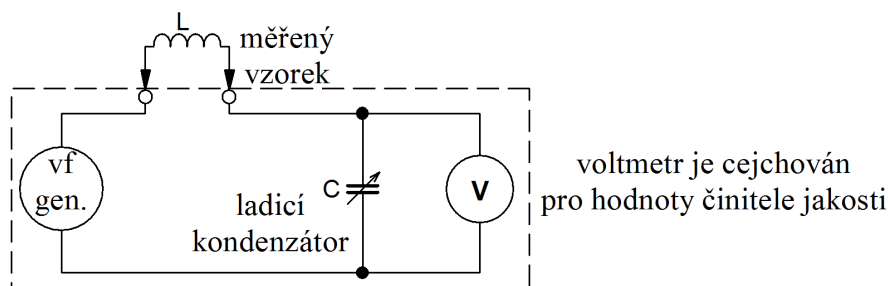 L
měřený
vzorek
vf
gen.
C
ladicí
kondenzátor
V
voltmetr je cejchován
pro hodnoty činitele jakosti